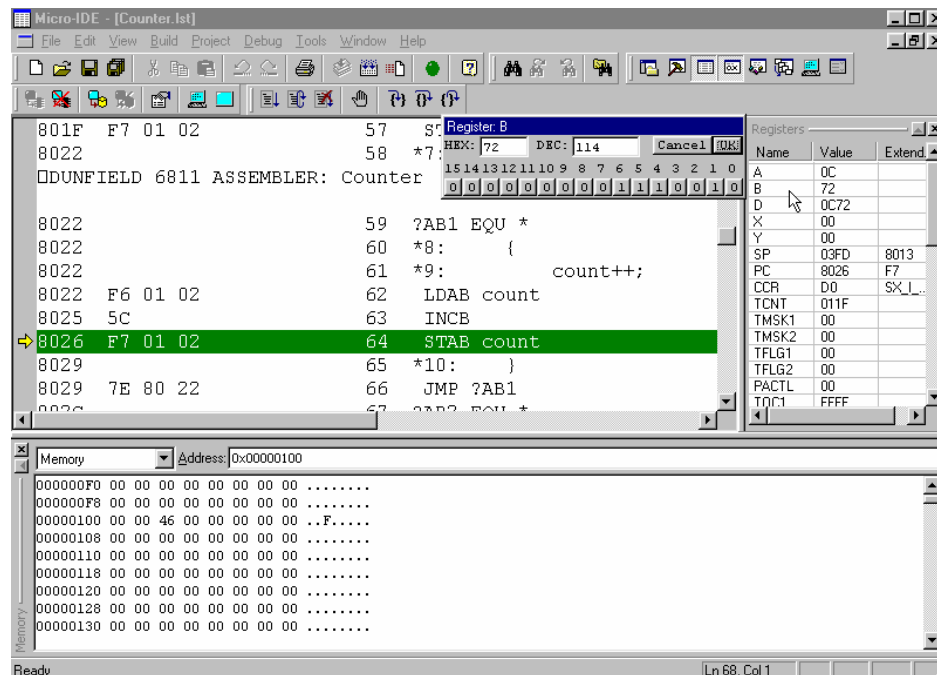 Micro-IDE - [Counter.lst]
File Edit View Build Project Debug Tools Window Help
801F F7 01 02 57
8022 58 *7:
DUNFIELD 6811 ASSEMBLER: Counter
8022 59 ?AB1 EQU *
8022 60 *8: {
8022 61 *9: count++;
8022 F6 01 02 62 LDAB count
8025 5C 63 INCB
8026 F7 01 02 64 STAB count
8029 65 *10: }
8029 7E 80 22 66 JMP ?AB1
Register: B
HEX: 72 DEC: 114 Cancel OK
15 14 13 12 11 10 9 8 7 6 5 4 3 2 1 0
0 0 0 0 0 0 0 0 0 1 1 1 0 0 1 0
Registers
Name Value Extend.
A 0C
B 72
D 0C72
X 00
Y 00
SP 03FD 8013
PC 8026 F7
CCR D0 SX_I_..
TCNT 011F
TMSK1 00
TMSK2 00
TFLG1 00
TFLG2 00
PACTL 00
TOC1 FFFF
Memory Address: 0x00000100
000000F0 00 00 00 00 00 00 00 00 ........
000000F8 00 00 00 00 00 00 00 00 ........
00000100 00 00 46 00 00 00 00 00 ..F.....
00000108 00 00 00 00 00 00 00 00 ........
00000110 00 00 00 00 00 00 00 00 ........
00000118 00 00 00 00 00 00 00 00 ........
00000120 00 00 00 00 00 00 00 00 ........
00000128 00 00 00 00 00 00 00 00 ........
00000130 00 00 00 00 00 00 00 00 ........
Memory
Ready Ln 68, Col 1